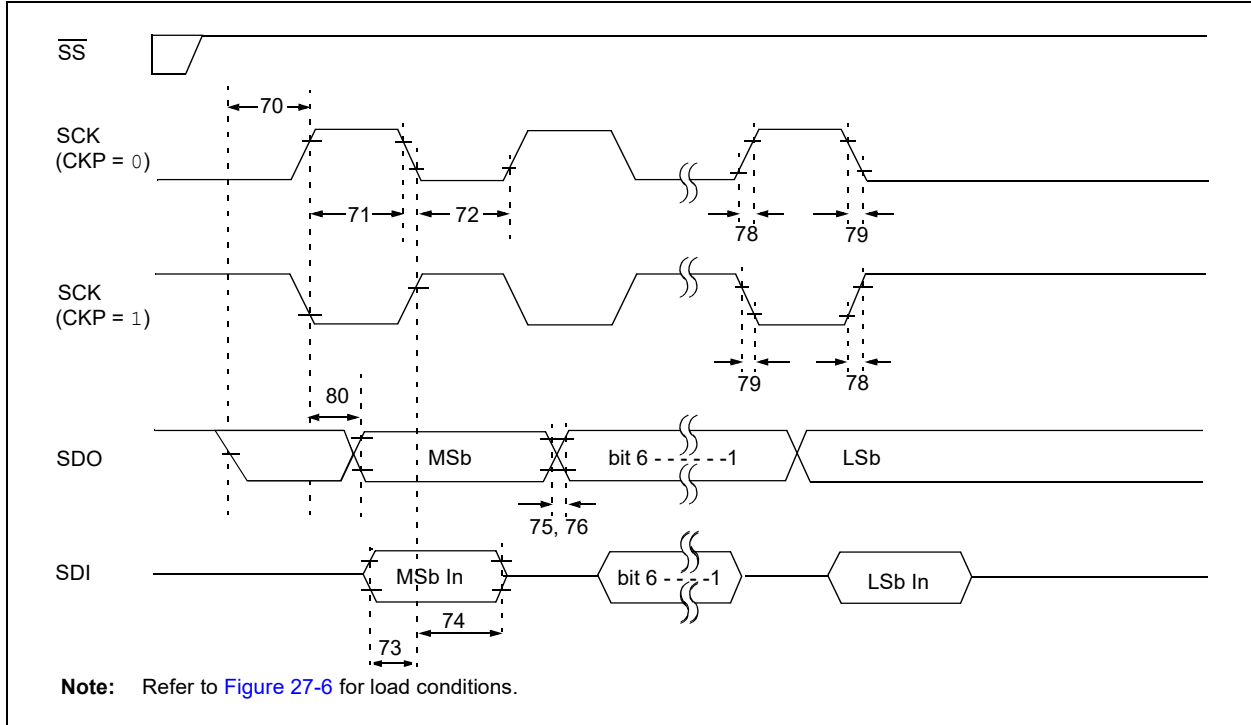 SS
70
SCK
(CKP = 0)
71
72
78
79
SCK
(CKP = 1)
79
78
80
SDO
MSb
bit 6 - - - - - - -1
LSb
75, 76
SDI
MSb In
bit 6 - - - - -1
LSb In
74
73
Note: Refer to Figure 27-6 for load conditions.